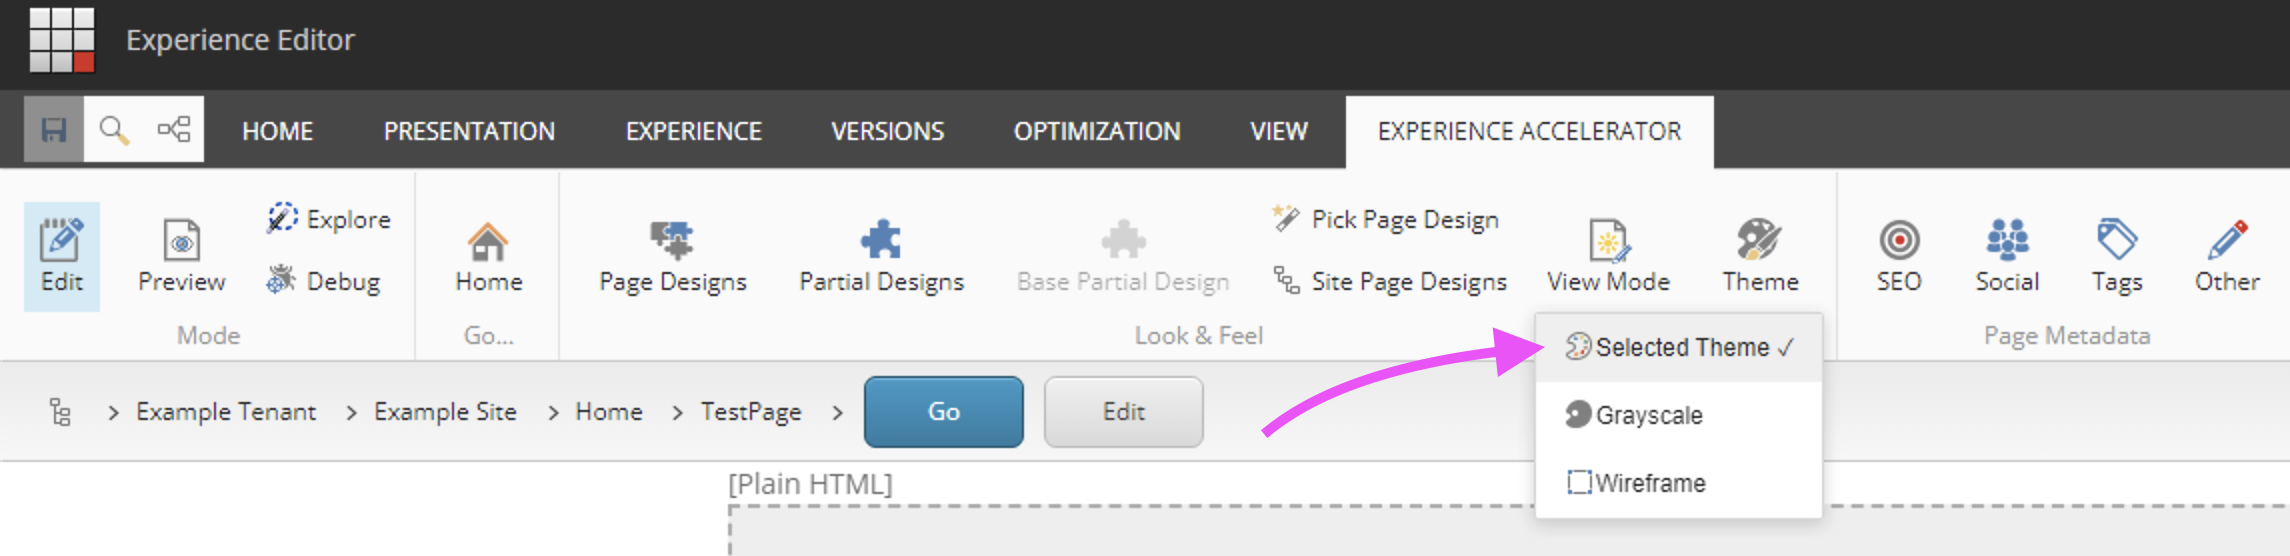 Experience Editor
HOME PRESENTATION EXPERIENCE VERSIONS OPTIMIZATION VIEW EXPERIENCE ACCELERATOR
Explore Pick Page Design
Edit Preview Debug Home Page Designs Partial Designs Base Partial Design Site Page Designs View Mode Theme SEO Social Tags Other
Mode Go... Look & Feel Page Metadata
Selected Theme ✓
Grayscale
Wireframe
> Example Tenant > Example Site > Home > TestPage > Go Edit
[Plain HTML]